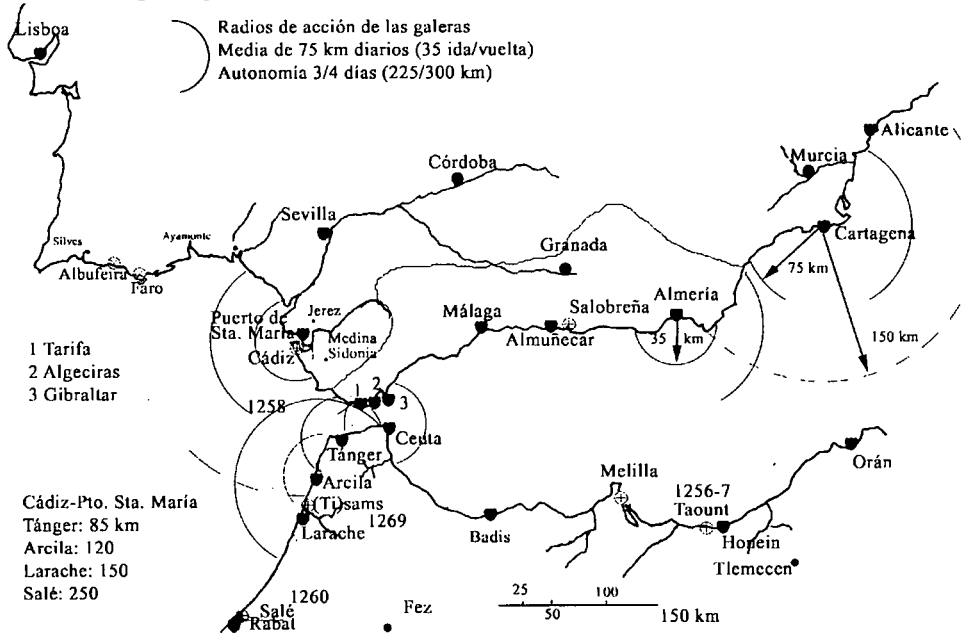 Lisboa
Radios de acción de las galeras
Media de 75 km diarios (35 ida/vuelta)
Autonomía 3/4 días (225/300 km)
Alicante
Murcia
Córdoba
Sevilla
Cartagena
Ayamonte
Silves
Granada
75 km
Albufeira
Faro
Almería
Salobreña
Málaga
Jerez
Puerto de
Sta. María
Almuñecar
35 km
150 km
Medina
Sidonia
Cádiz
1 Tarifa
2 Algeciras
3 Gibraltar
1 2
3
1258
Ceuta
Tánger
Orán
Melilla
Arcila
1256-7
(Tu)sams
Taount
Cádiz-Pto. Sta. María
Tánger: 85 km
1269
Larache
Badis
Hopein
Arcila: 120
Larache: 150
Tlemecen
Salé: 250
1260
Salé
Rabat
Fez
25 100
50 150 km